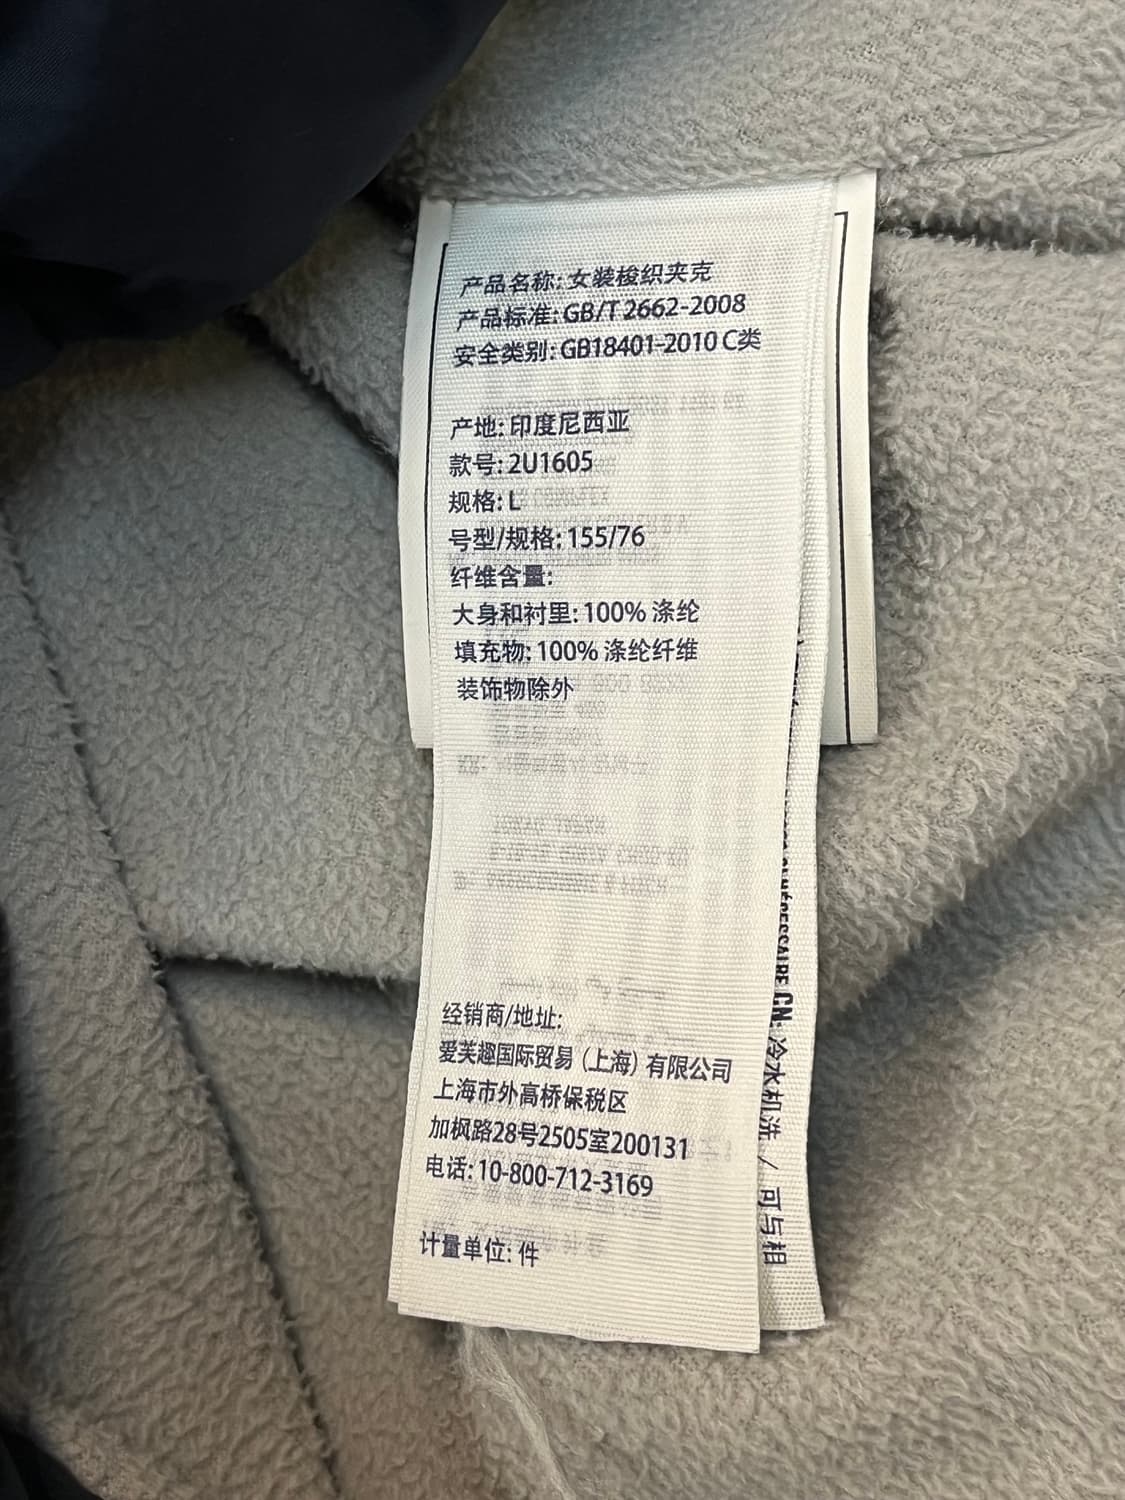 产品名称: 女装梭织夹克
产品标准: GB/T 2662-2008
安全类别: GB18401-2010 C类
产地: 印度尼西亚
款号: 2U1605
规格: L
号型/规格: 155/76
纤维含量:
大身和衬里: 100% 涤纶
填充物: 100% 涤纶纤维
装饰物除外
经销商/地址:
爱芙趣国际贸易 (上海) 有限公司
上海市外高桥保税区
加枫路28号2505室200131
电话: 10-800-712-3169
计量单位: 件
NÉCESSAIRE CN: 冷水机洗 / 可与相